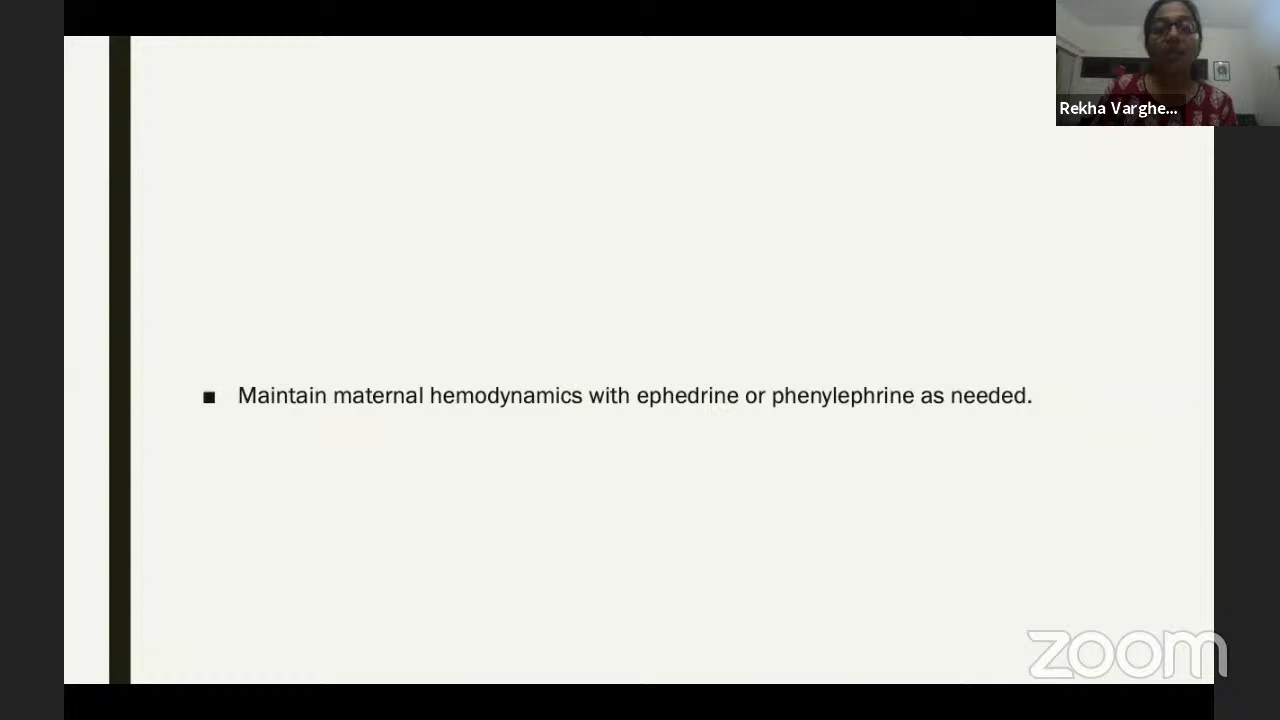 Rekha Varghe...
■ Maintain maternal hemodynamics with ephedrine or phenylephrine as needed.
zoom